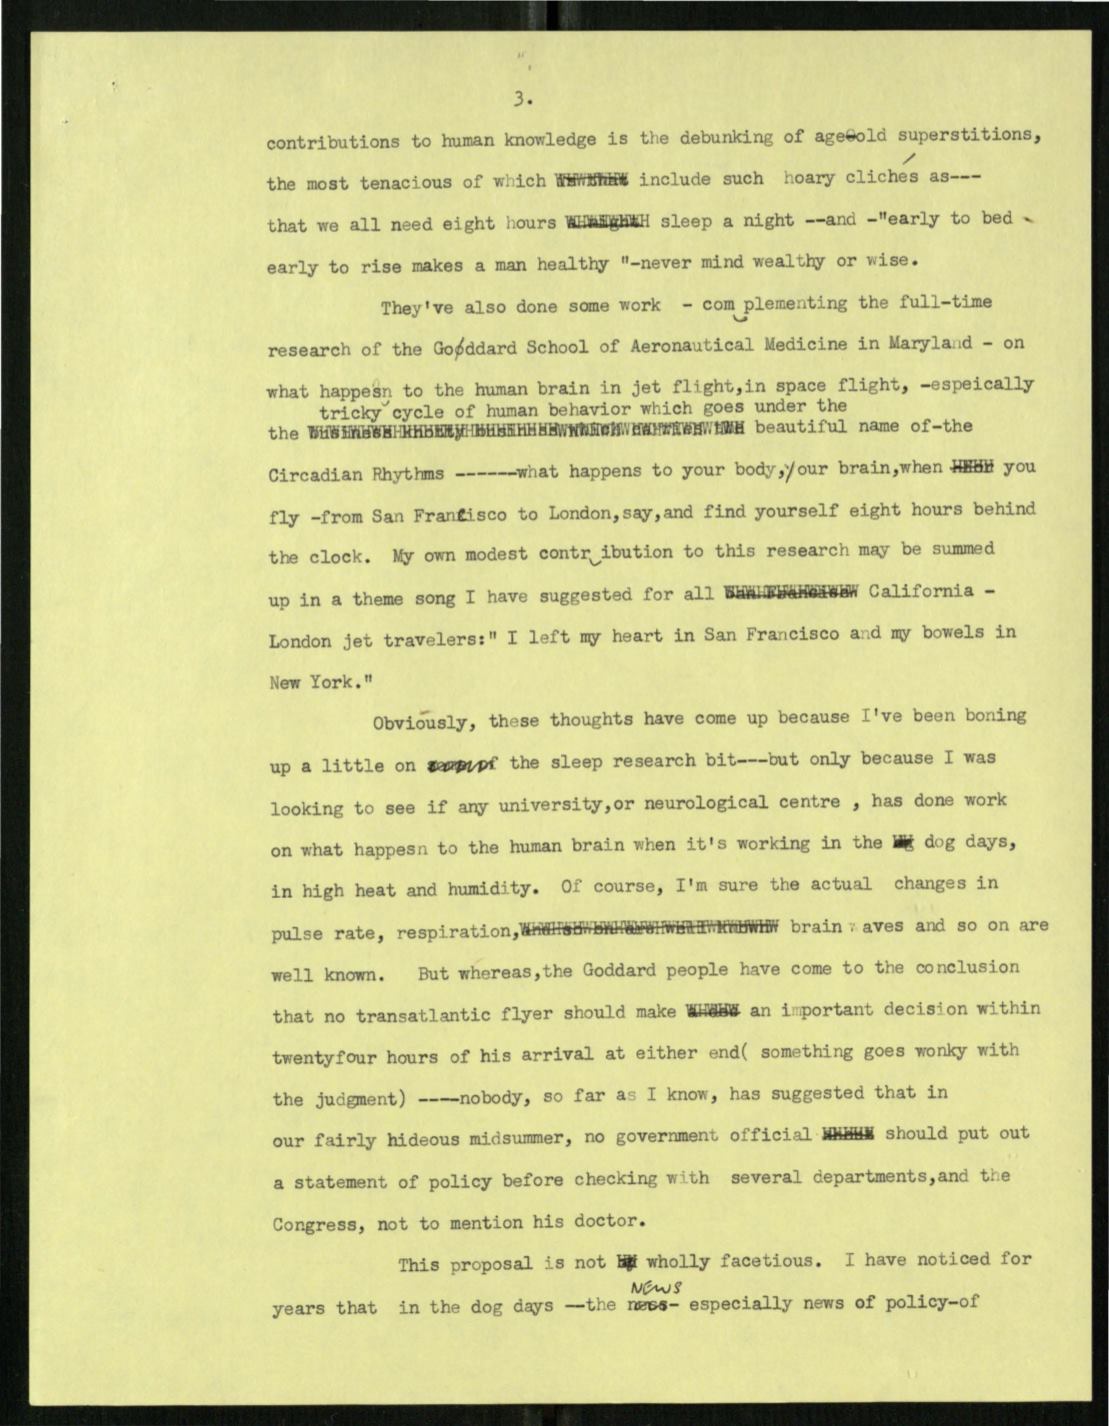 3.
contributions to human knowledge is the debunking of age-old superstitions,
the most tenacious of which include such hoary clichés as---
that we all need eight hours sleep a night --and -"early to bed -
early to rise makes a man healthy "-never mind wealthy or wise.
They've also done some work - com plementing the full-time
research of the Goddard School of Aeronautical Medicine in Maryland - on
what happesn to the human brain in jet flight,in space flight, -espeically
tricky cycle of human behavior which goes under the
the beautiful name of-the
Circadian Rhythms ------what happens to your body,/your brain,when you
fly -from San Francisco to London,say,and find yourself eight hours behind
the clock. My own modest contr ibution to this research may be summed
up in a theme song I have suggested for all California -
London jet travelers:" I left my heart in San Francisco and my bowels in
New York."
Obviously, these thoughts have come up because I've been boning
up a little on the sleep research bit---but only because I was
looking to see if any university,or neurological centre , has done work
on what happesn to the human brain when it's working in the dog days,
in high heat and humidity. Of course, I'm sure the actual changes in
pulse rate, respiration, brain waves and so on are
well known. But whereas,the Goddard people have come to the conclusion
that no transatlantic flyer should make an important decision within
twentyfour hours of his arrival at either end( something goes wonky with
the judgment) ----nobody, so far as I know, has suggested that in
our fairly hideous midsummer, no government official should put out
a statement of policy before checking with several departments,and the
Congress, not to mention his doctor.
This proposal is not wholly facetious. I have noticed for
NEWS
years that in the dog days --the ness- especially news of policy-of